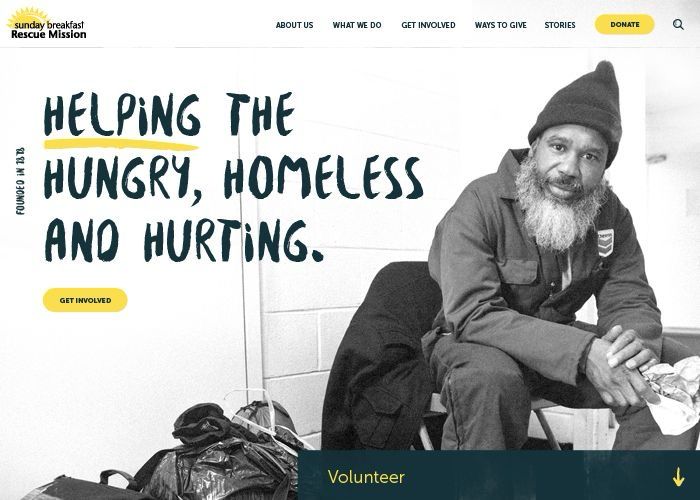 sunday breakfast
Rescue Mission
ABOUT US
WHAT WE DO
GET INVOLVED
WAYS TO GIVE
STORIES
DONATE
HELPING THE
HUNGRY, HOMELESS
AND HURTING.
FOUNDED IN 1878
GET INVOLVED
Volunteer